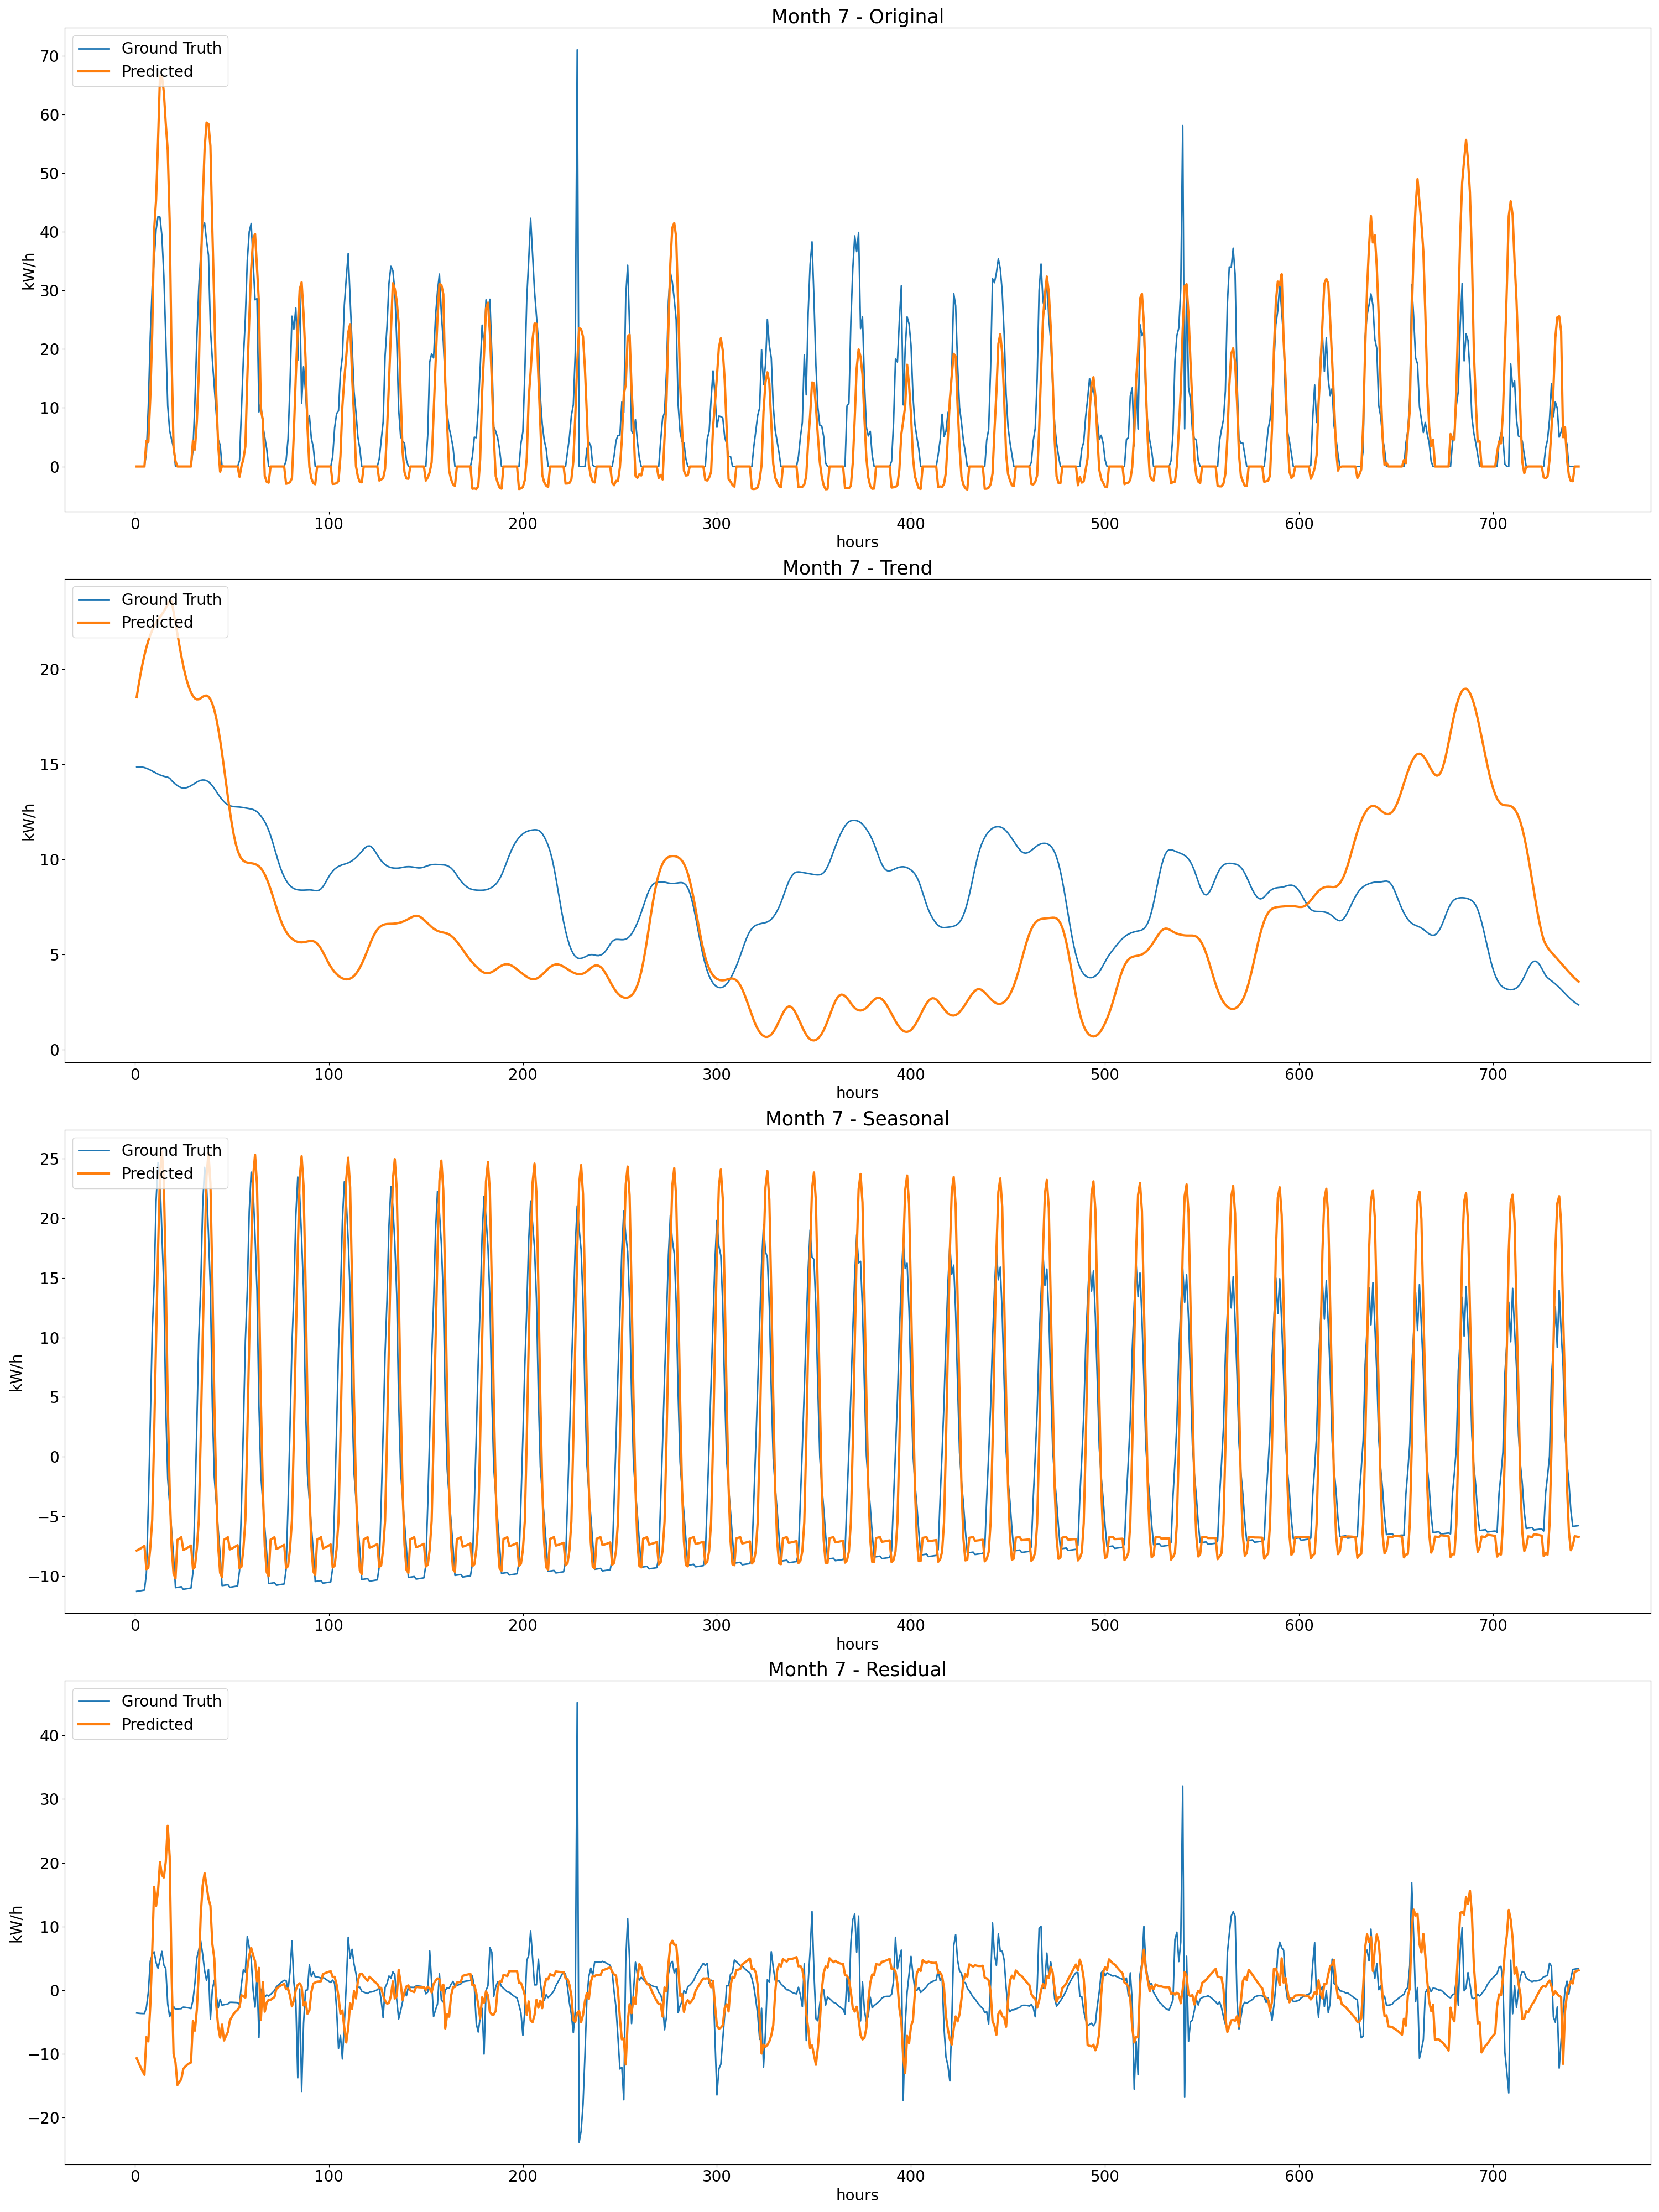 Month 7 - Original
Ground Truth
Predicted
70
60
50
40
30
20
10
0
kW/h
0 100 200 300 400 500 600 700
hours
Month 7 - Trend
Ground Truth
Predicted
20
15
10
5
0
kW/h
0 100 200 300 400 500 600 700
hours
Month 7 - Seasonal
Ground Truth
Predicted
25
20
15
10
5
0
−5
−10
kW/h
0 100 200 300 400 500 600 700
hours
Month 7 - Residual
Ground Truth
Predicted
40
30
20
10
0
−10
−20
kW/h
0 100 200 300 400 500 600 700
hours